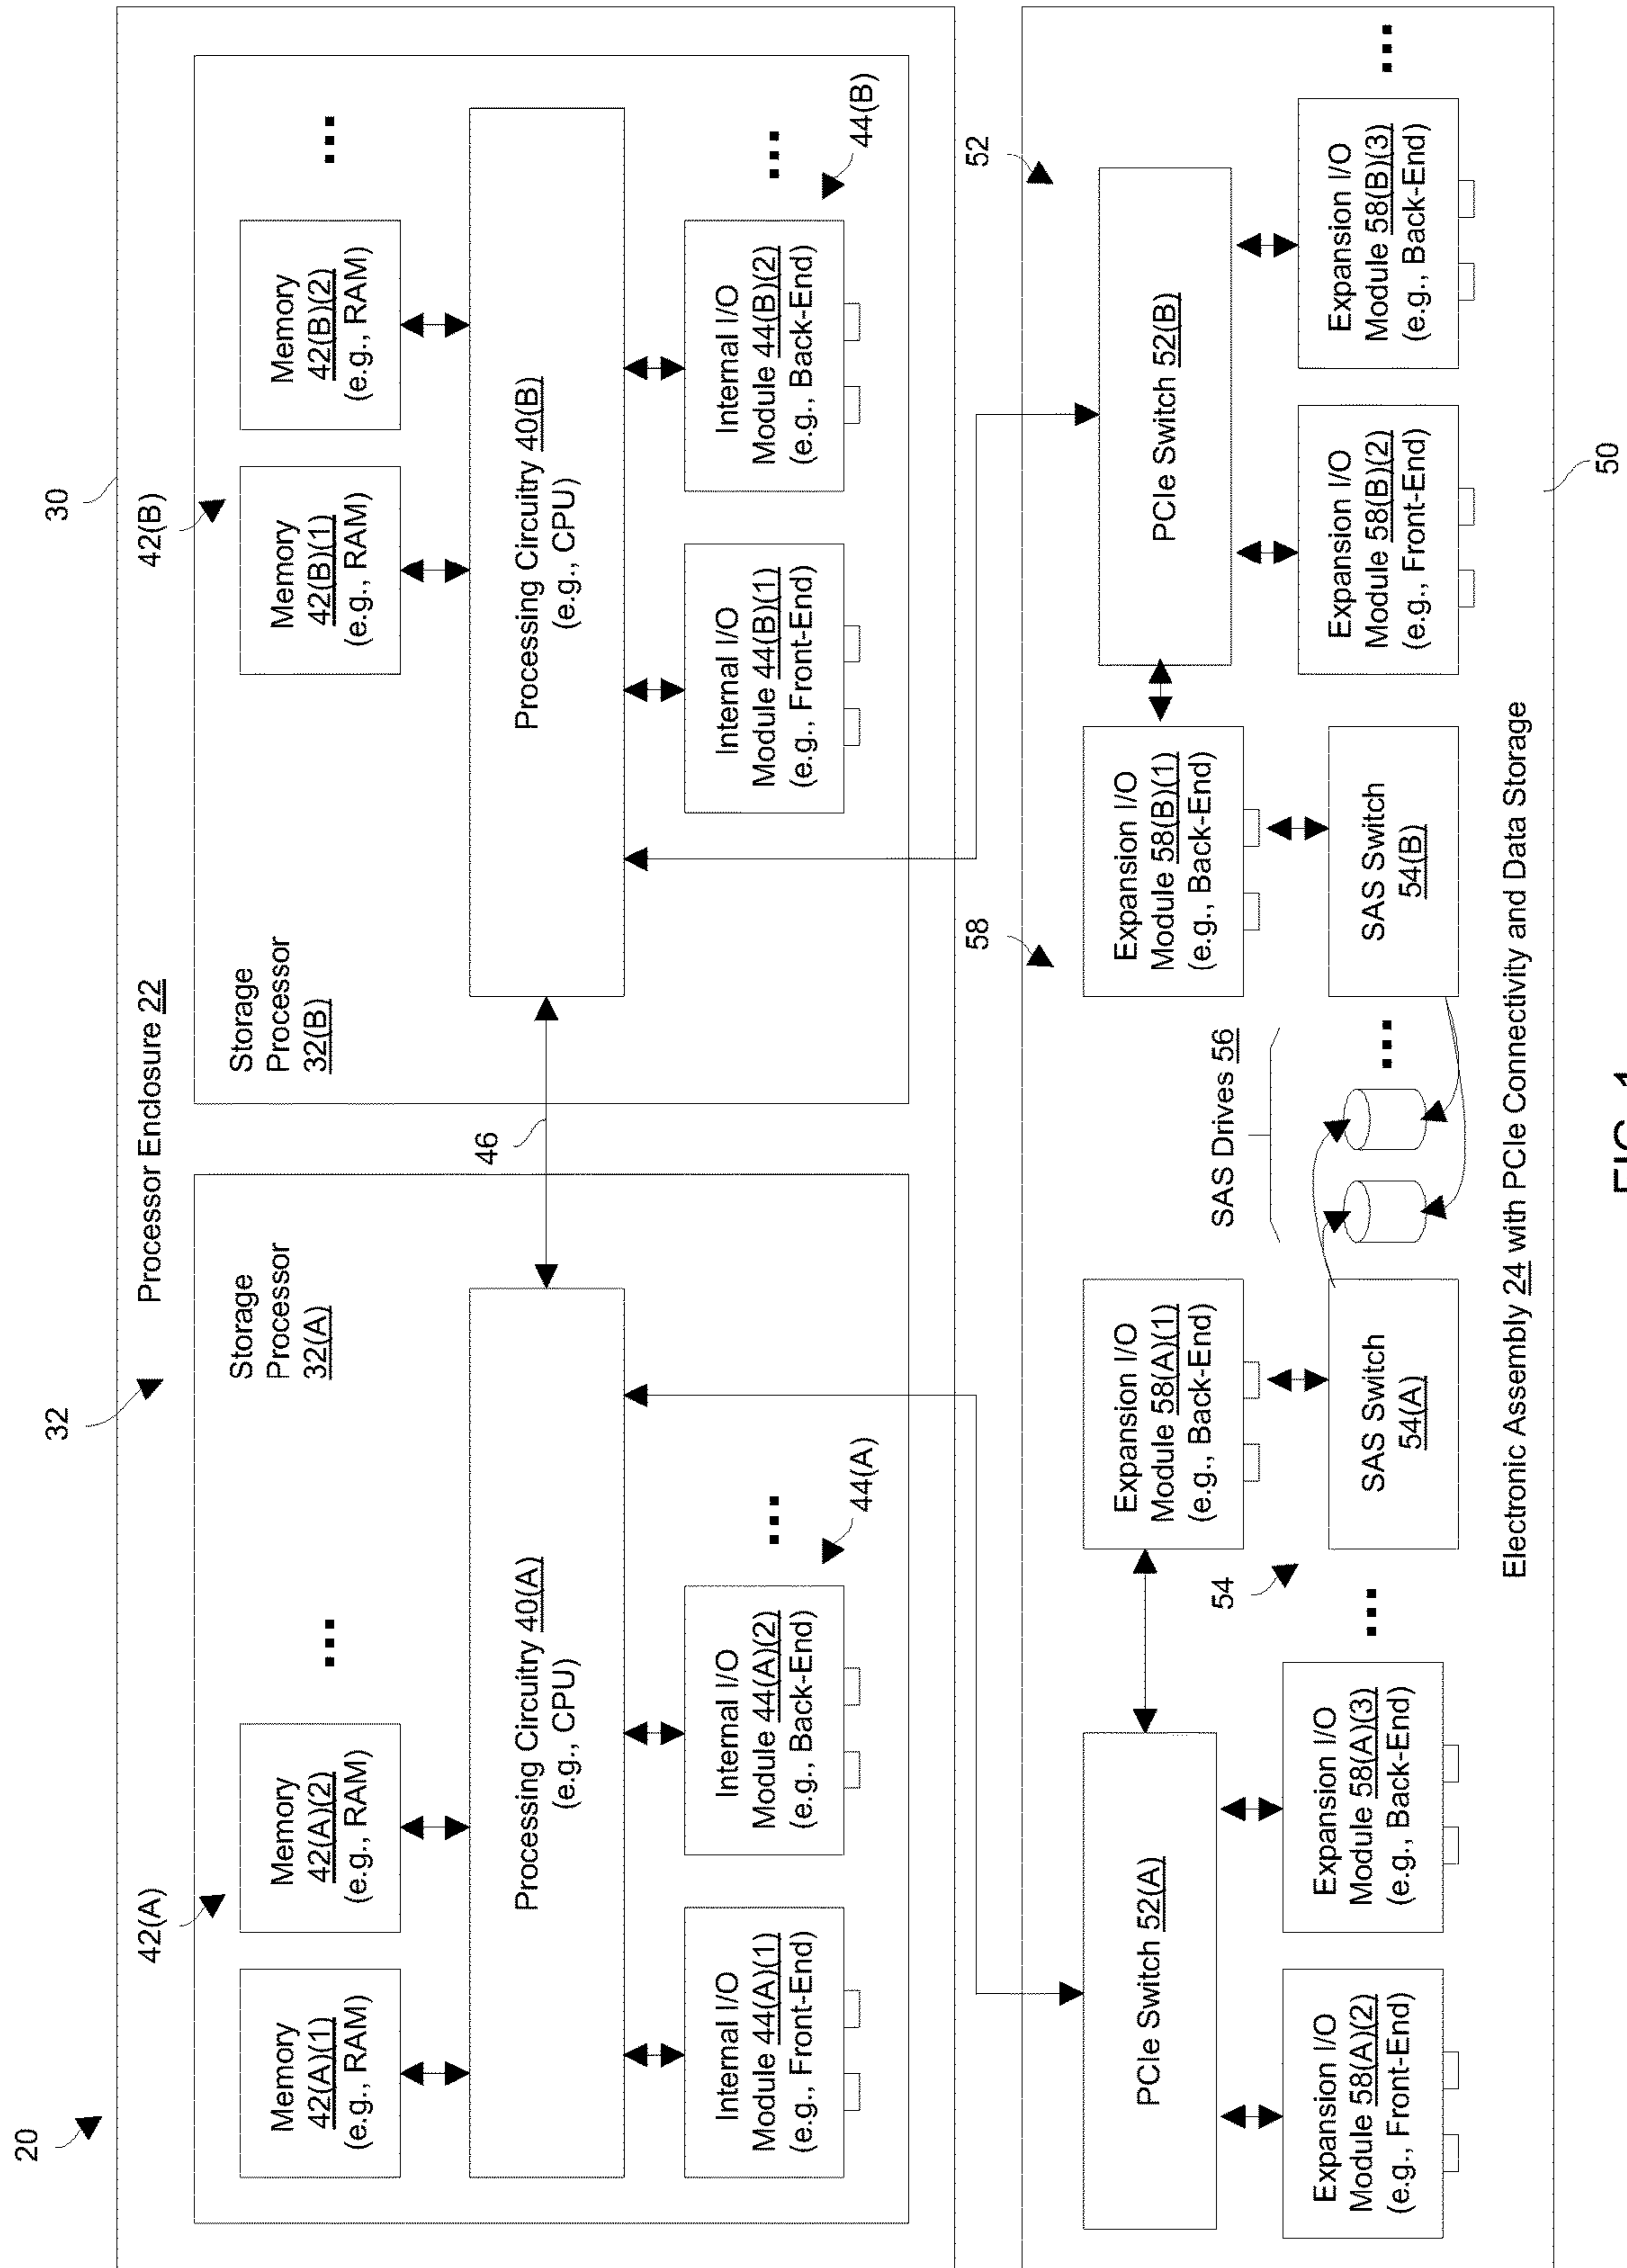 20
30
32
Processor Enclosure 22
Storage
Processor
32(A)
42(A)
Memory
42(A)(1)
(e.g., RAM)
Memory
42(A)(2)
(e.g., RAM)
...
Processing Circuitry 40(A)
(e.g., CPU)
Internal I/O
Module 44(A)(1)
(e.g., Front-End)
Internal I/O
Module 44(A)(2)
(e.g., Back-End)
...
44(A)
46
Storage
Processor
32(B)
42(B)
Memory
42(B)(1)
(e.g., RAM)
Memory
42(B)(2)
(e.g., RAM)
...
Processing Circuitry 40(B)
(e.g., CPU)
Internal I/O
Module 44(B)(1)
(e.g., Front-End)
Internal I/O
Module 44(B)(2)
(e.g., Back-End)
...
44(B)
PCIe Switch 52(A)
Expansion I/O
Module 58(A)(1)
(e.g., Back-End)
Expansion I/O
Module 58(A)(2)
(e.g., Front-End)
Expansion I/O
Module 58(A)(3)
(e.g., Back-End)
...
54
SAS Switch
54(A)
SAS Drives 56
...
58
Expansion I/O
Module 58(B)(1)
(e.g., Back-End)
SAS Switch
54(B)
52
PCIe Switch 52(B)
Expansion I/O
Module 58(B)(2)
(e.g., Front-End)
Expansion I/O
Module 58(B)(3)
(e.g., Back-End)
...
Electronic Assembly 24 with PCIe Connectivity and Data Storage
50
FIG. 1